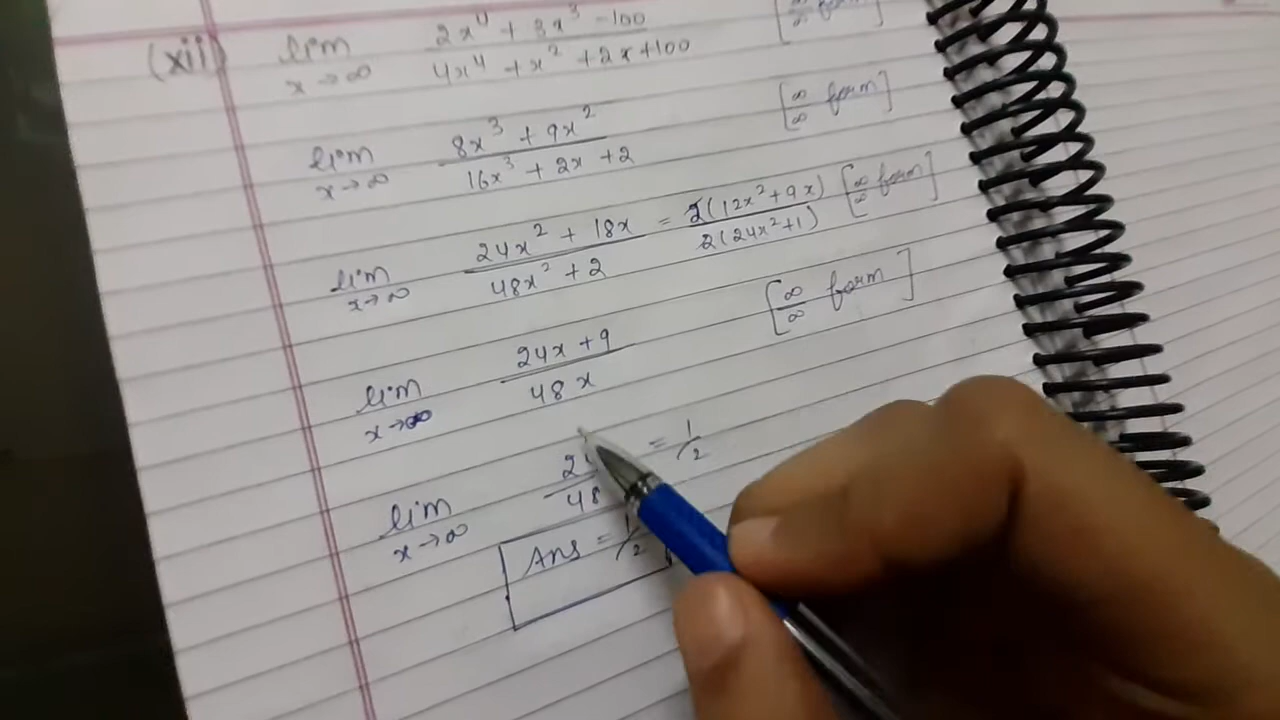 (xii) lim x→∞ 2x⁴ + 3x³ -100 / 4x⁴ + x² + 2x + 100 [∞/∞ form]
lim x→∞ 8x³ + 9x² / 16x³ + 2x + 2 [∞/∞ form]
lim x→∞ 24x² + 18x / 48x² + 2 = 2(12x² + 9x) / 2(24x² + 1) [∞/∞ form]
lim x→∞ 24x + 9 / 48x [∞/∞ form]
lim x→∞ 24 / 48 = 1/2
Ans = 1/2